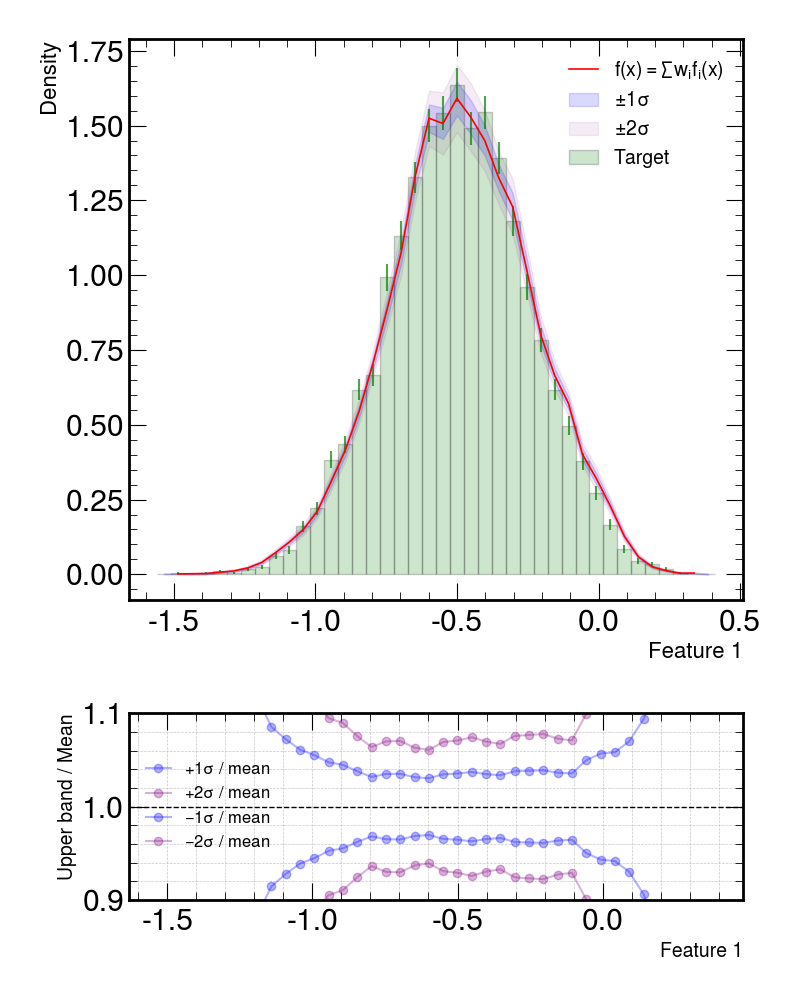 Density
1.75
1.50
1.25
1.00
0.75
0.50
0.25
0.00
f(x) = ∑wᵢfᵢ(x)
±1σ
±2σ
Target
-1.5 -1.0 -0.5 0.0 0.5
Feature 1
Upper band / Mean
1.1
1.0
0.9
+1σ / mean
+2σ / mean
−1σ / mean
−2σ / mean
-1.5 -1.0 -0.5 0.0
Feature 1